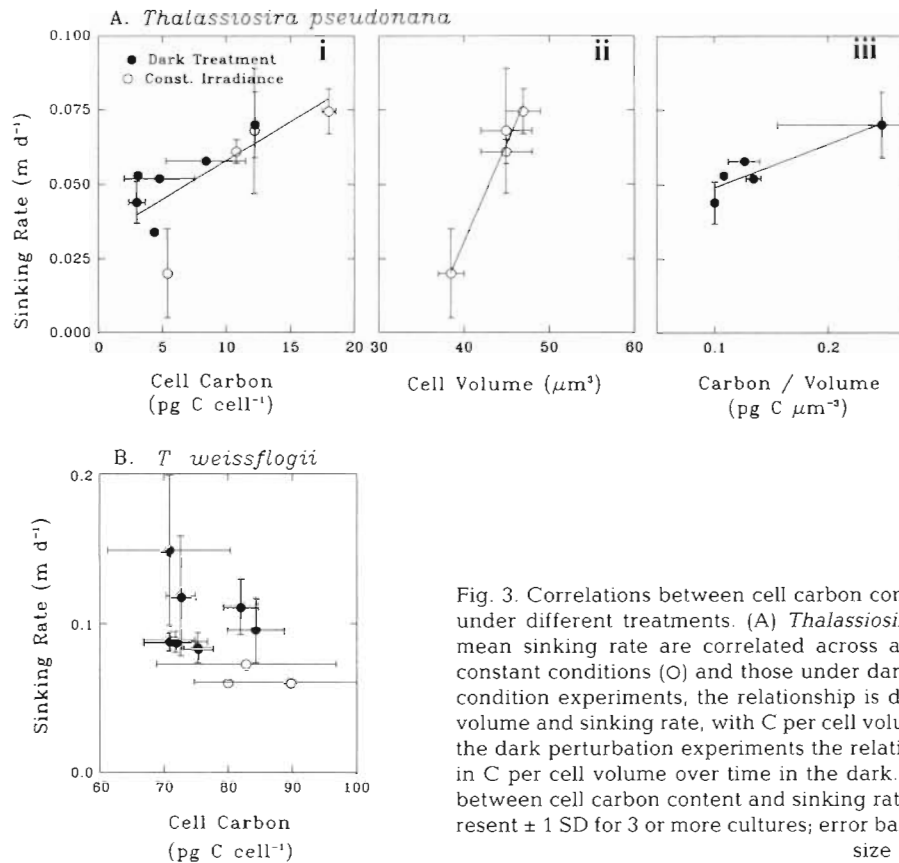 A. Thalassiosira pseudonana
0.100
0.075
0.050
0.025
0.000
Sinking Rate (m d⁻¹)
● Dark Treatment
○ Const. Irradiance
i
0 5 10 15 20
Cell Carbon
(pg C cell⁻¹)
ii
30 40 50 60
Cell Volume (μm³)
iii
0.1 0.2
Carbon / Volume
(pg C μm⁻³)
B. T weissflogii
0.2
0.1
0.0
Sinking Rate (m d⁻¹)
60 70 80 90 100
Cell Carbon
(pg C cell⁻¹)
Fig. 3. Correlations between cell carbon con
under different treatments. (A) Thalassiosi
mean sinking rate are correlated across a
constant conditions (O) and those under dar
condition experiments, the relationship is d
volume and sinking rate, with C per cell volu
the dark perturbation experiments the relati
in C per cell volume over time in the dark.
between cell carbon content and sinking rat
resent ± 1 SD for 3 or more cultures; error ba
size